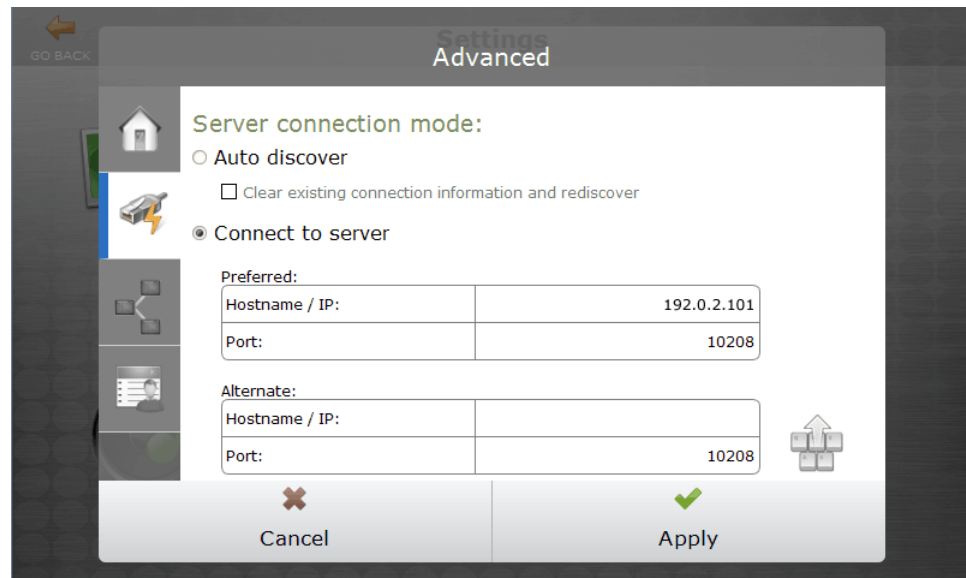 Settings
GO BACK
Advanced
Server connection mode:
Auto discover
Clear existing connection information and rediscover
Connect to server
Preferred:
Hostname / IP: 192.0.2.101
Port: 10208
Alternate:
Hostname / IP:
Port: 10208
Cancel
Apply